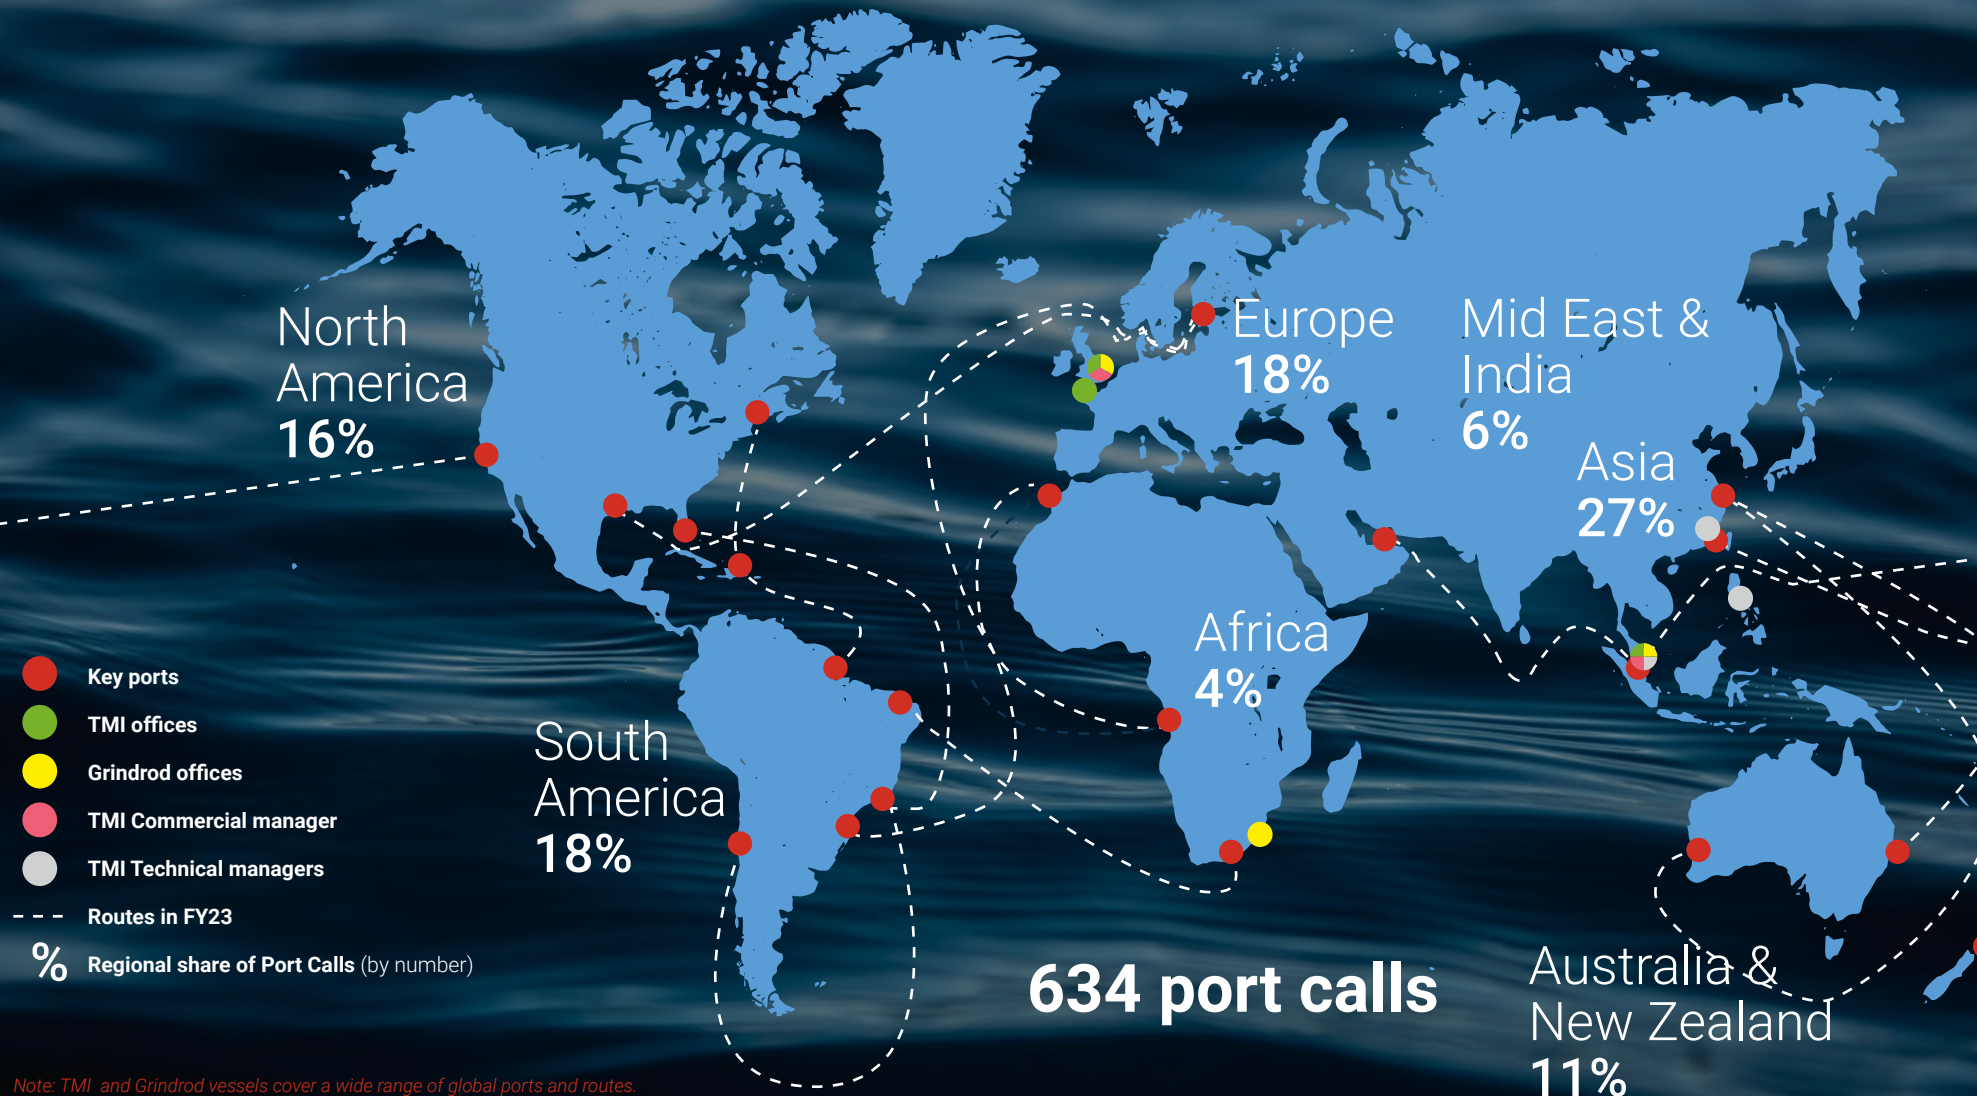 North
America
16%
Europe
18%
Mid East &
India
6%
Asia
27%
Africa
4%
South
America
18%
Australia &
New Zealand
11%
634 port calls
Key ports
TMI offices
Grindrod offices
TMI Commercial manager
TMI Technical managers
Routes in FY23
% Regional share of Port Calls (by number)
Note: TMI and Grindrod vessels cover a wide range of global ports and routes.